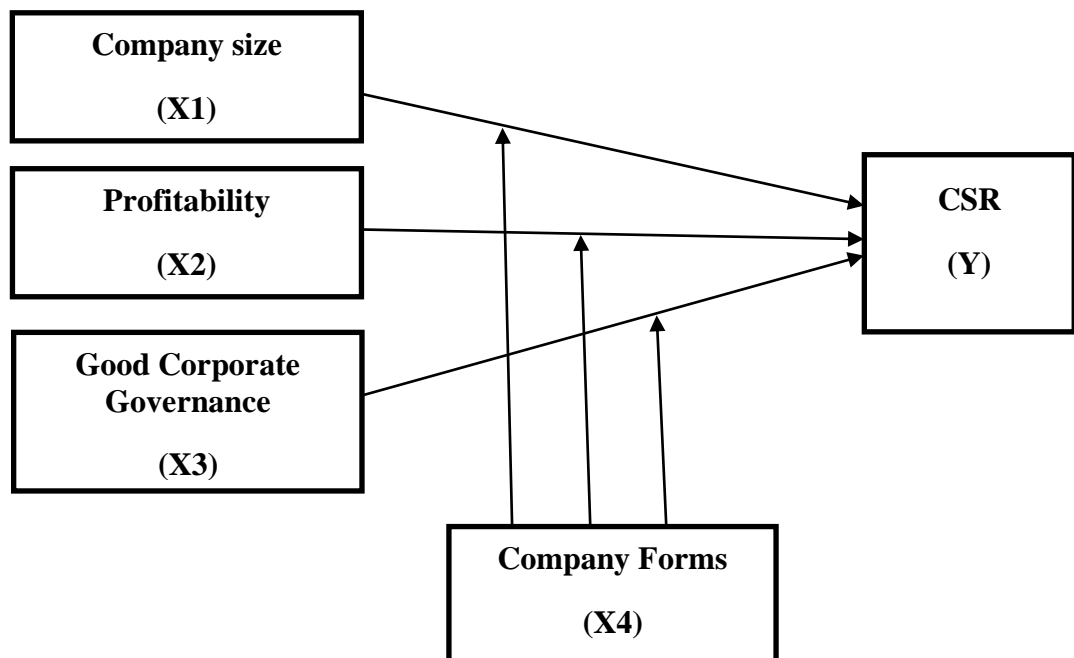 Company size
(X1)
Profitability
(X2)
Good Corporate
Governance
(X3)
CSR
(Y)
Company Forms
(X4)